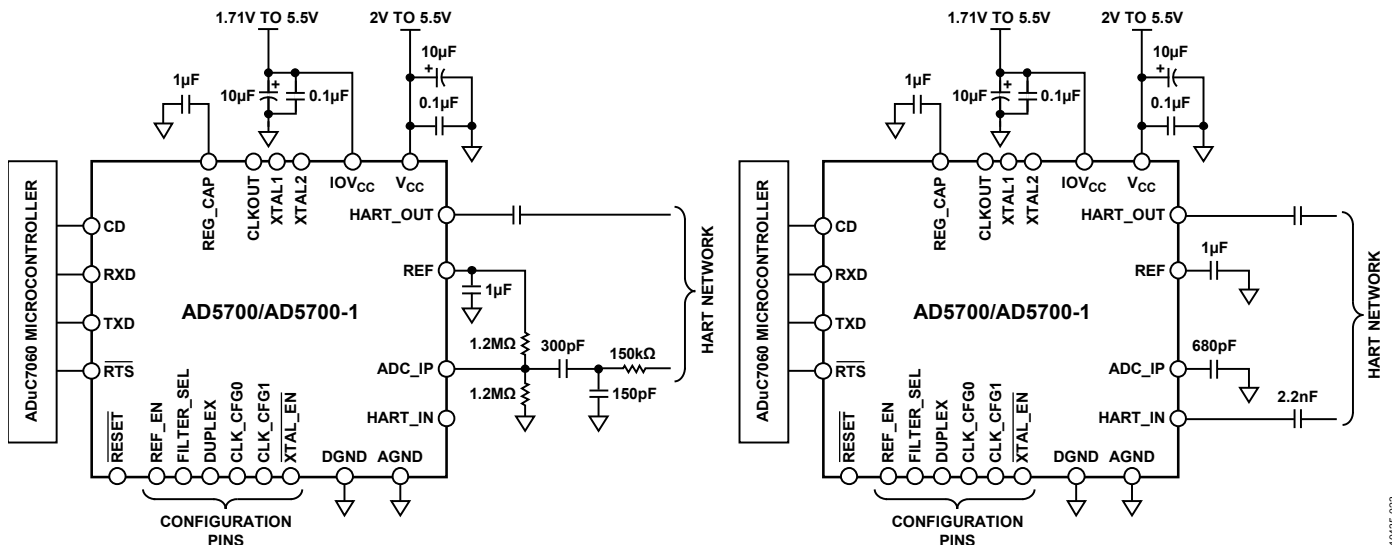 1.71V TO 5.5V
2V TO 5.5V
10µF
1µF
10µF
+
0.1µF
+
0.1µF
ADuC7060 MICROCONTROLLER
REG_CAP
CLKOUT
XTAL1
XTAL2
IOVCC
VCC
HART_OUT
CD
REF
RXD
1µF
AD5700/AD5700-1
TXD
1.2MΩ
300pF
150kΩ
ADC_IP
RTS
1.2MΩ
150pF
HART_IN
HART NETWORK
RESET
REF_EN
FILTER_SEL
DUPLEX
CLK_CFG0
CLK_CFG1
XTAL_EN
DGND
AGND
CONFIGURATION
PINS
1.71V TO 5.5V
2V TO 5.5V
10µF
1µF
10µF
+
0.1µF
+
0.1µF
ADuC7060 MICROCONTROLLER
REG_CAP
CLKOUT
XTAL1
XTAL2
IOVCC
VCC
HART_OUT
CD
REF
1µF
RXD
AD5700/AD5700-1
TXD
ADC_IP
680pF
RTS
HART_IN
2.2nF
HART NETWORK
RESET
REF_EN
FILTER_SEL
DUPLEX
CLK_CFG0
CLK_CFG1
XTAL_EN
DGND
AGND
CONFIGURATION
PINS